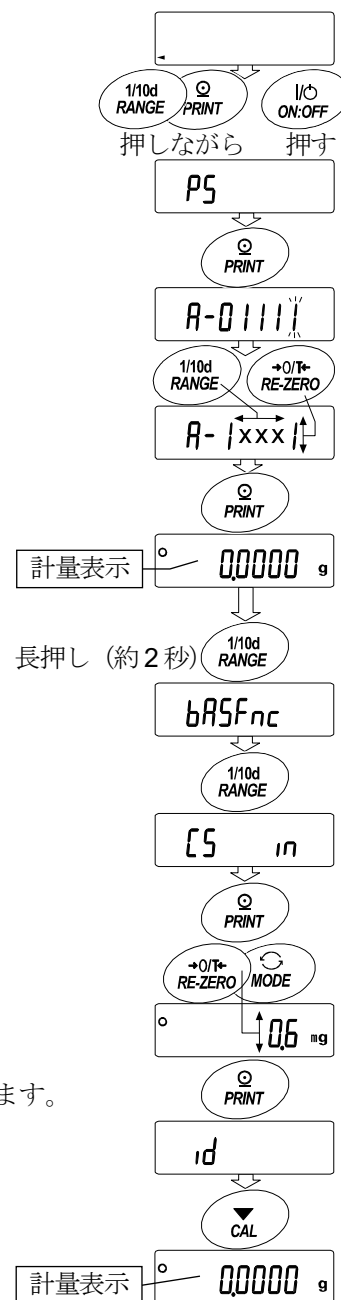 1/10d RANGE PRINT I/⏻ ON:OFF
押しながら 押す
PS
PRINT
A-01111
1/10d RANGE →0/T← RE-ZERO
A-1xxx1
PRINT
計量表示 0.0000 g
長押し（約2秒） 1/10d RANGE
bASFnc
1/10d RANGE
CS in
PRINT
→0/T← RE-ZERO MODE
0.6 mg
ます。
PRINT
id
CAL
計量表示 0.0000 g